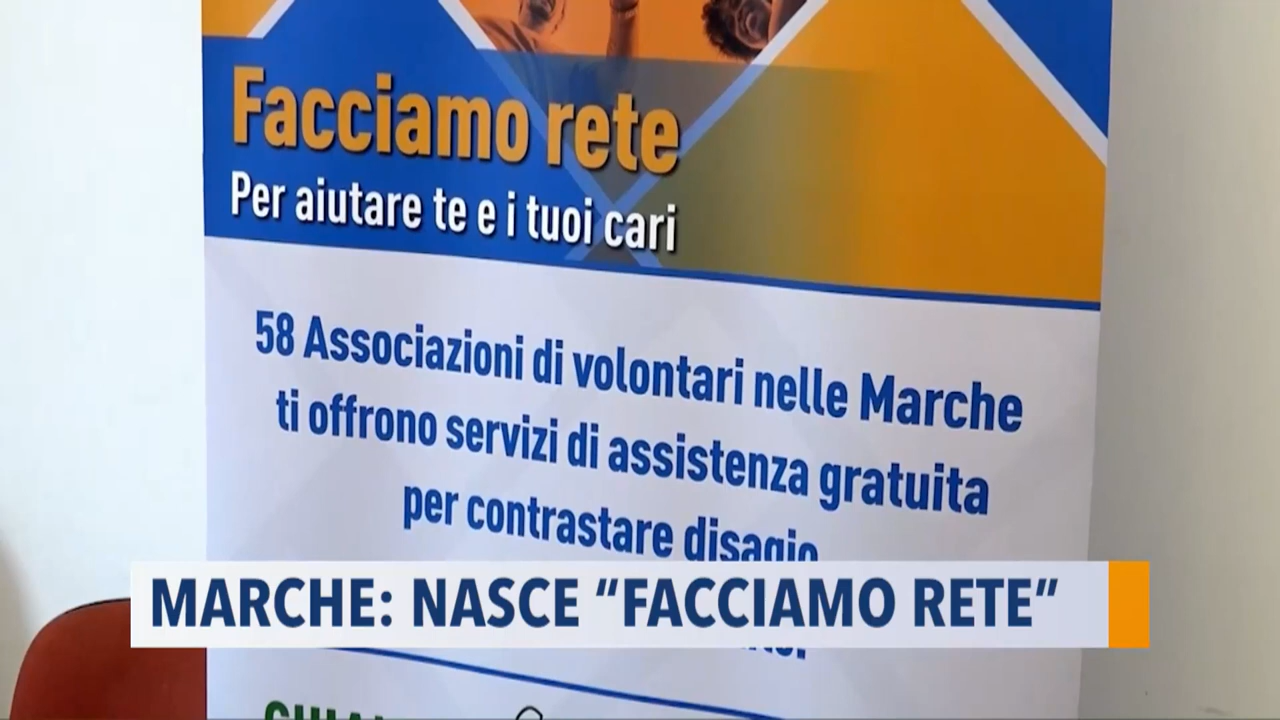 Facciamo rete
Per aiutare te e i tuoi cari
58 Associazioni di volontari nelle Marche
ti offrono servizi di assistenza gratuita
per contrastare disagio
MARCHE: NASCE “FACCIAMO RETE”